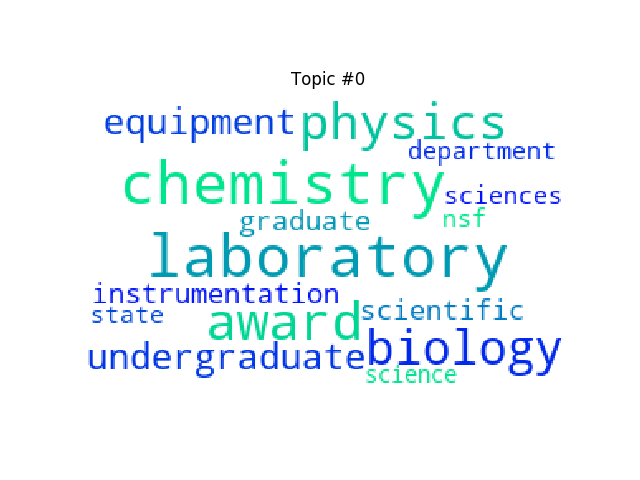 Topic #0
equipment physics
department
chemistry
sciences
graduate nsf
laboratory
instrumentation
state award scientific
undergraduate biology
science